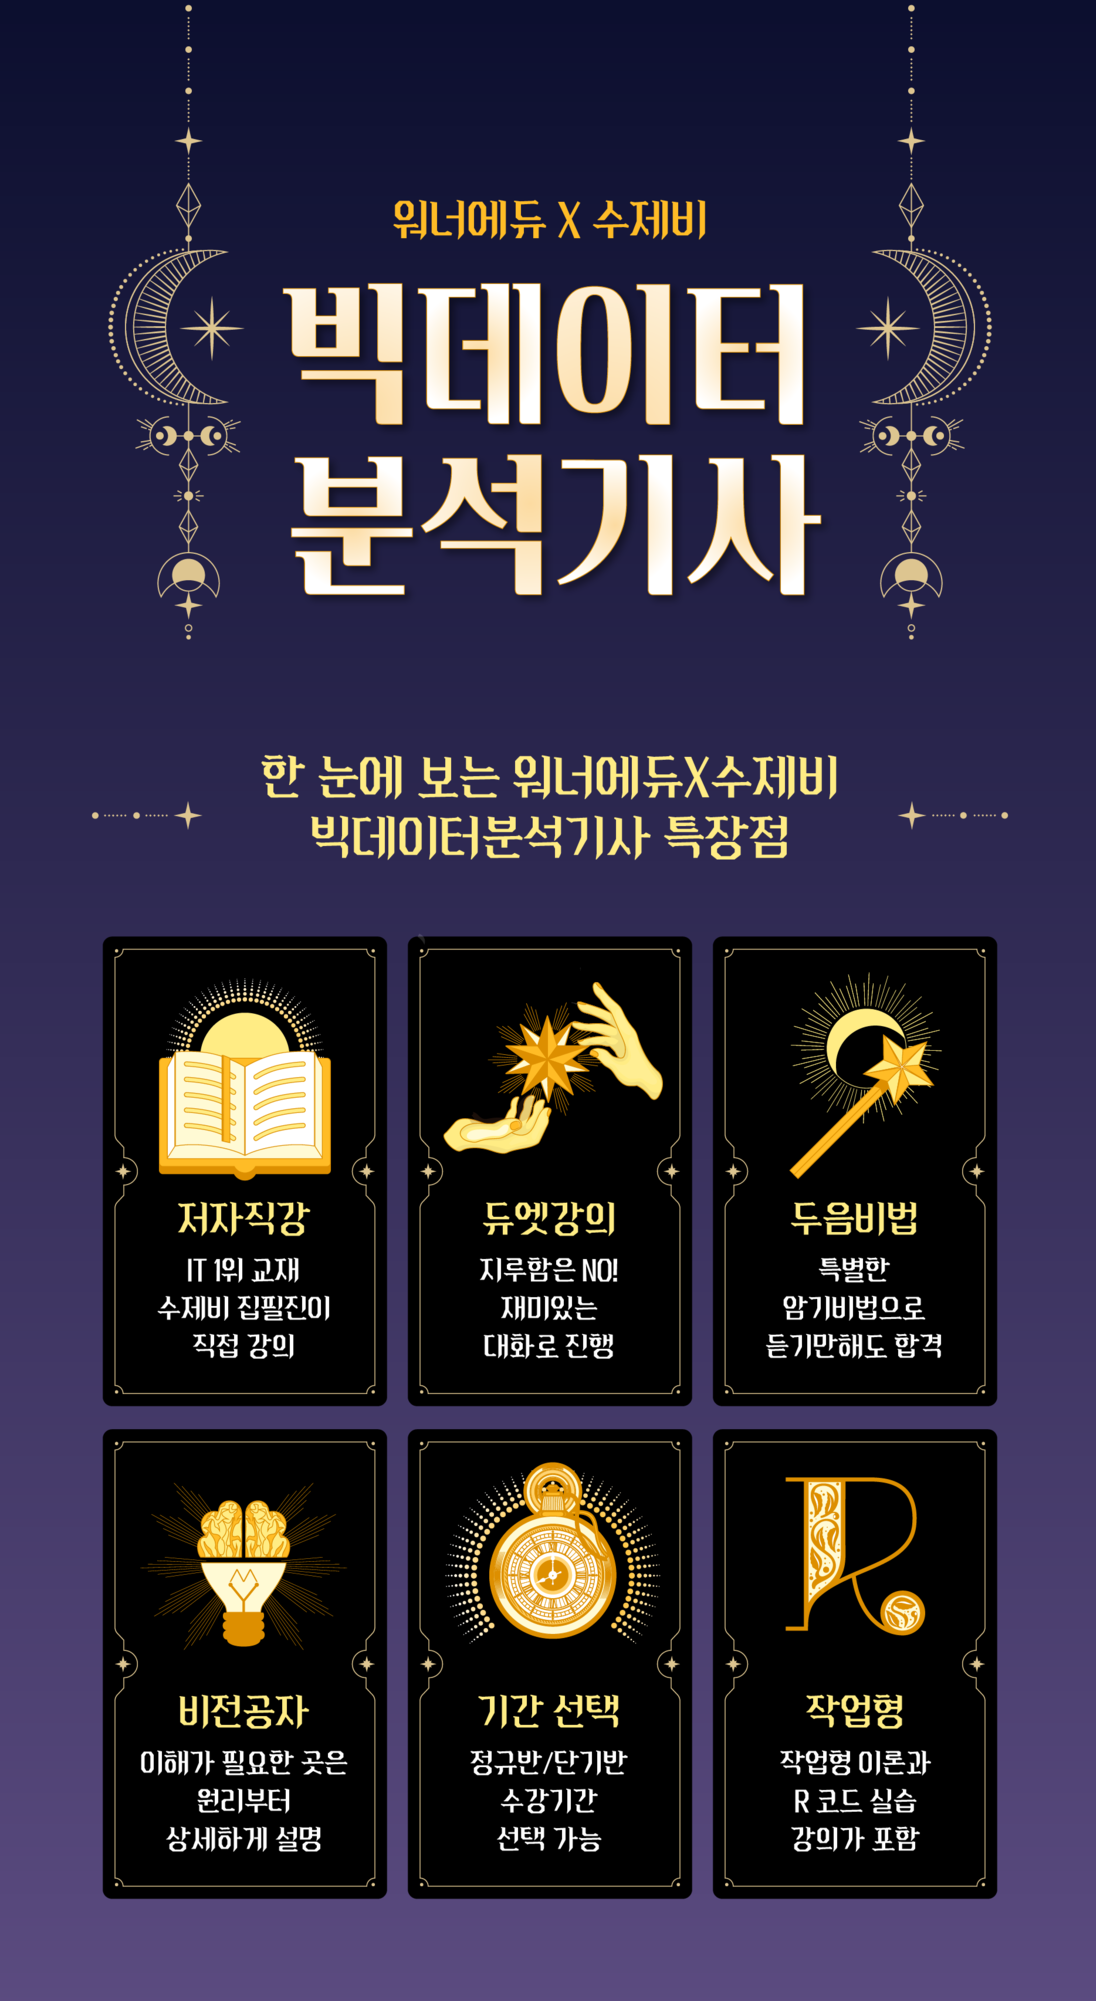 워너에듀 X 수제비
빅데이터
분석기사
한 눈에 보는 워너에듀X수제비
빅데이터분석기사 특장점
저자직강
IT 1위 교재
수제비 집필진이
직접 강의
듀엣강의
지루함은 NO!
재미있는
대화로 진행
두음비법
특별한
암기비법으로
듣기만해도 합격
비전공자
이해가 필요한 곳은
원리부터
상세하게 설명
기간 선택
정규반/단기반
수강기간
선택 가능
작업형
작업형 이론과
R 코드 실습
강의가 포함